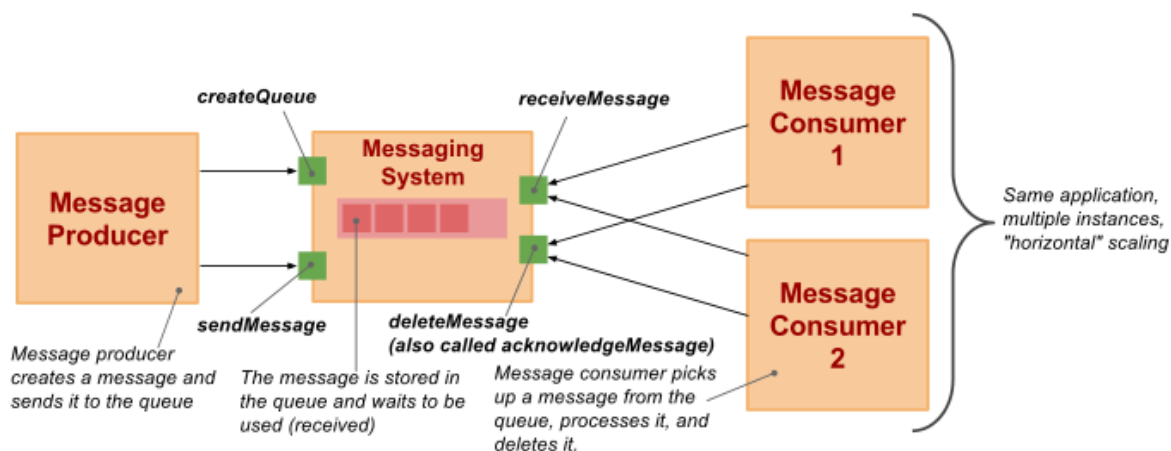 createQueue
receiveMessage
Message
Producer
Messaging
System
Message
Consumer
1
Same application,
multiple instances,
"horizontal" scaling
sendMessage
deleteMessage
(also called acknowledgeMessage)
Message
Consumer
2
Message producer
creates a message and
sends it to the queue
The message is stored in
the queue and waits to be
used (received)
Message consumer picks
up a message from the
queue, processes it, and
deletes it.